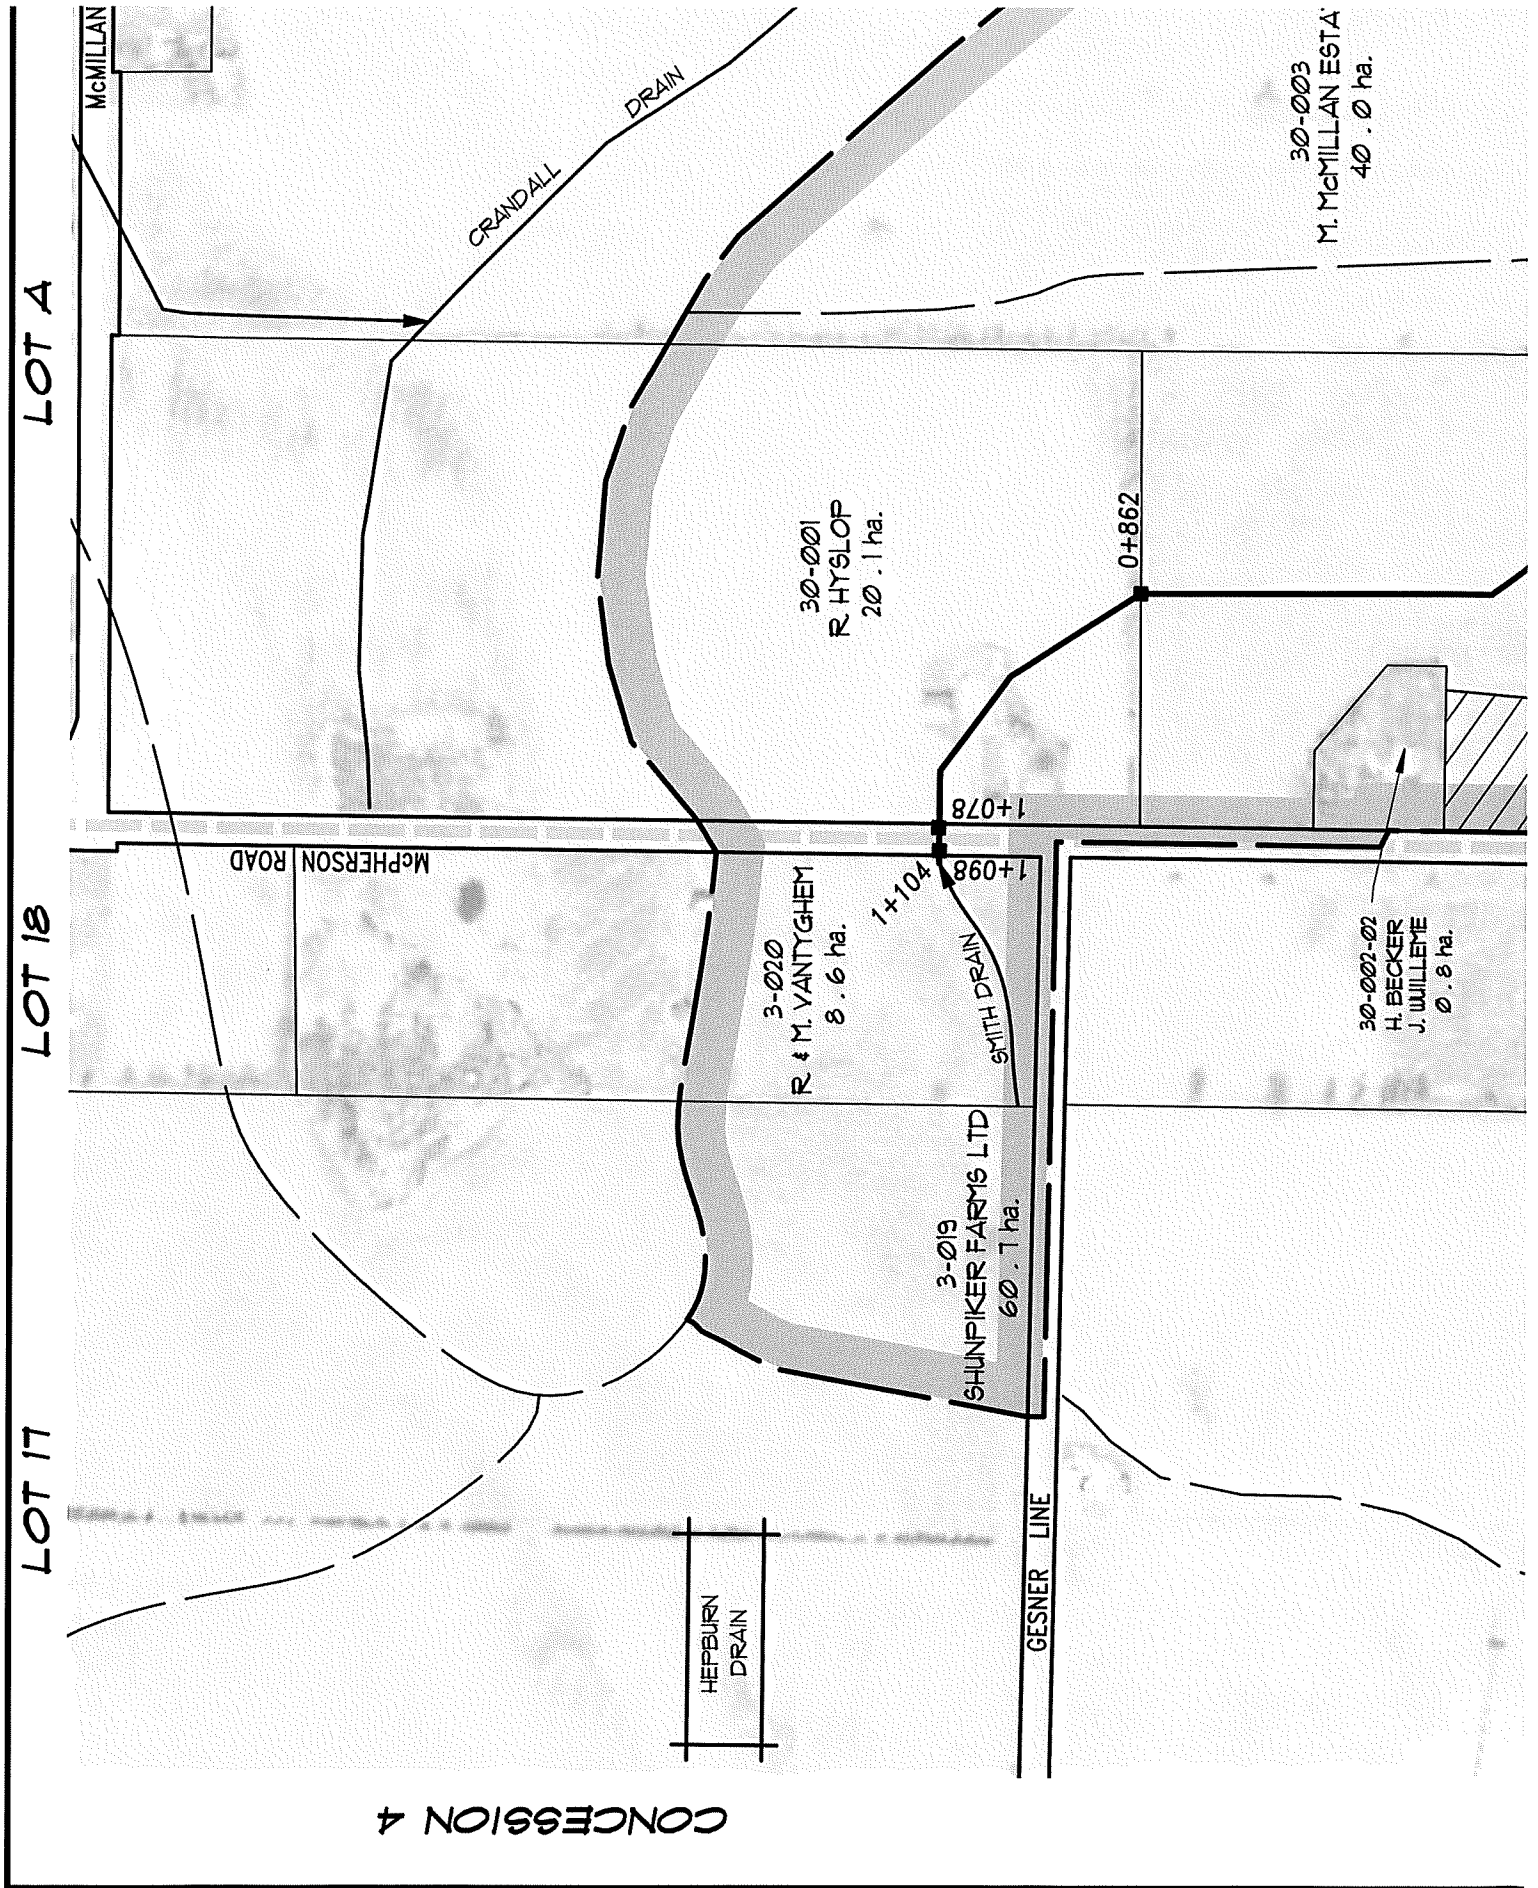 LOT 17
LOT 18
LOT A
CONCESSION 4
McMILLAN
CRANDALL DRAIN
McPHERSON ROAD
HEPBURN
DRAIN
3-020
R & M. VANTYGHEM
8.6 ha.
30-001
R. HYSLOP
20.1 ha.
30-003
M. McMILLAN ESTA
40.0 ha.
3-019
SHUNPIKER FARMS LTD
60.7 ha.
SMITH DRAIN
1+104
1+098
1+078
0+862
GESNER LINE
30-002-02
H. BECKER
J. WILLEME
0.8 ha.